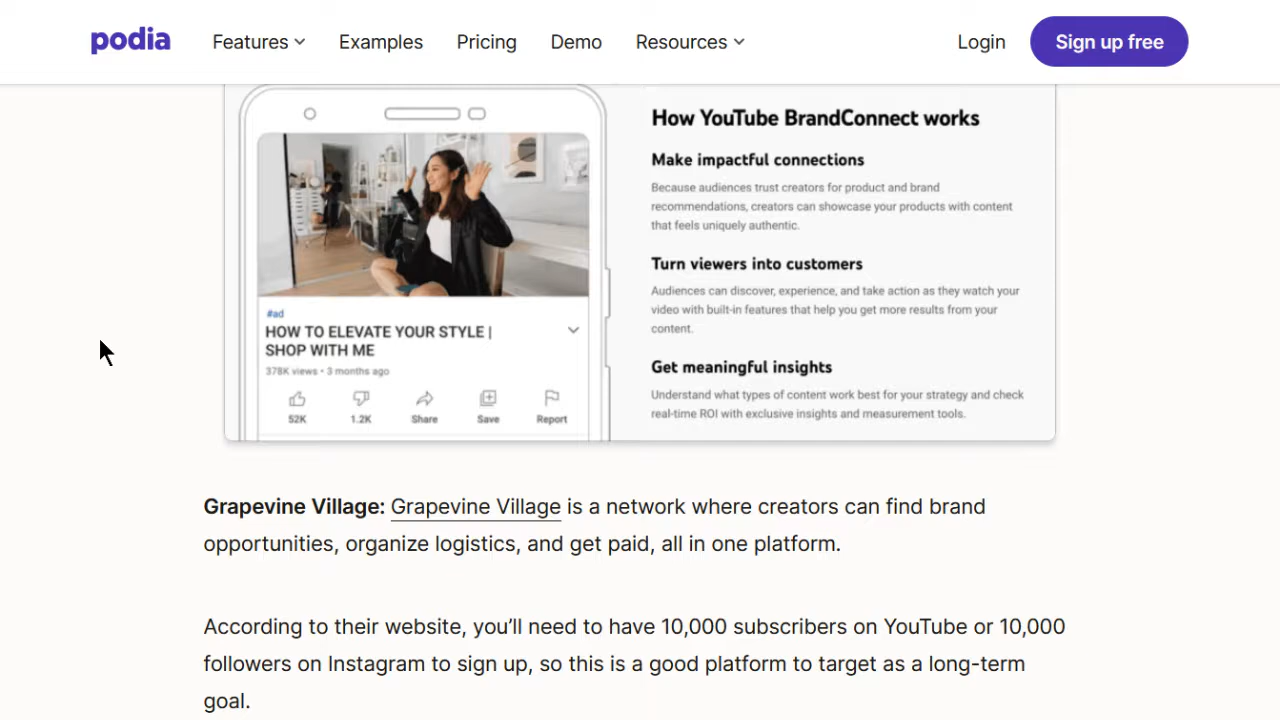 podia
Features
Examples
Pricing
Demo
Resources
Login
Sign up free
#ad
HOW TO ELEVATE YOUR STYLE |
SHOP WITH ME
378K views • 3 months ago
52K
1.2K
Share
Save
Report
How YouTube BrandConnect works
Make impactful connections
Because audiences trust creators for product and brand
recommendations, creators can showcase your products with content
that feels uniquely authentic.
Turn viewers into customers
Audiences can discover, experience, and take action as they watch your
video with built-in features that help you get more results from your
content.
Get meaningful insights
Understand what types of content work best for your strategy and check
real-time ROI with exclusive insights and measurement tools.
Grapevine Village: Grapevine Village is a network where creators can find brand
opportunities, organize logistics, and get paid, all in one platform.
According to their website, you’ll need to have 10,000 subscribers on YouTube or 10,000
followers on Instagram to sign up, so this is a good platform to target as a long-term
goal.